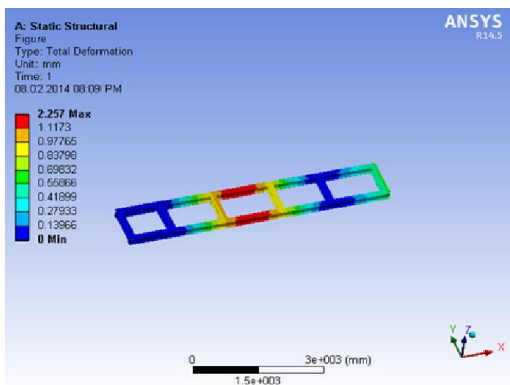 A: Static Structural
Figure
Type: Total Deformation
Unit: mm
Time: 1
08.02.2014 08:09 PM
ANSYS
R14.5
2.257 Max
1.1173
0.97765
0.83798
0.69832
0.55866
0.41899
0.27933
0.13966
0 Min
Y
Z
X
0
3e+003 (mm)
1.5e+003